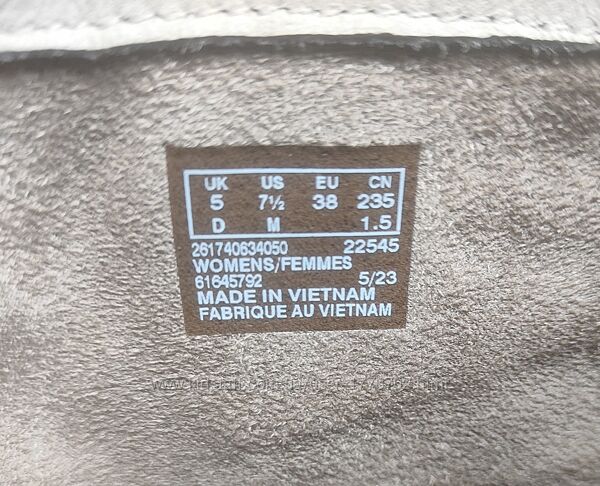 UK US EU CN
5 7½ 38 235
D M 1.5
261740634050 22545
WOMENS/FEMMES
61645792 5/23
MADE IN VIETNAM
FABRIQUE AU VIETNAM